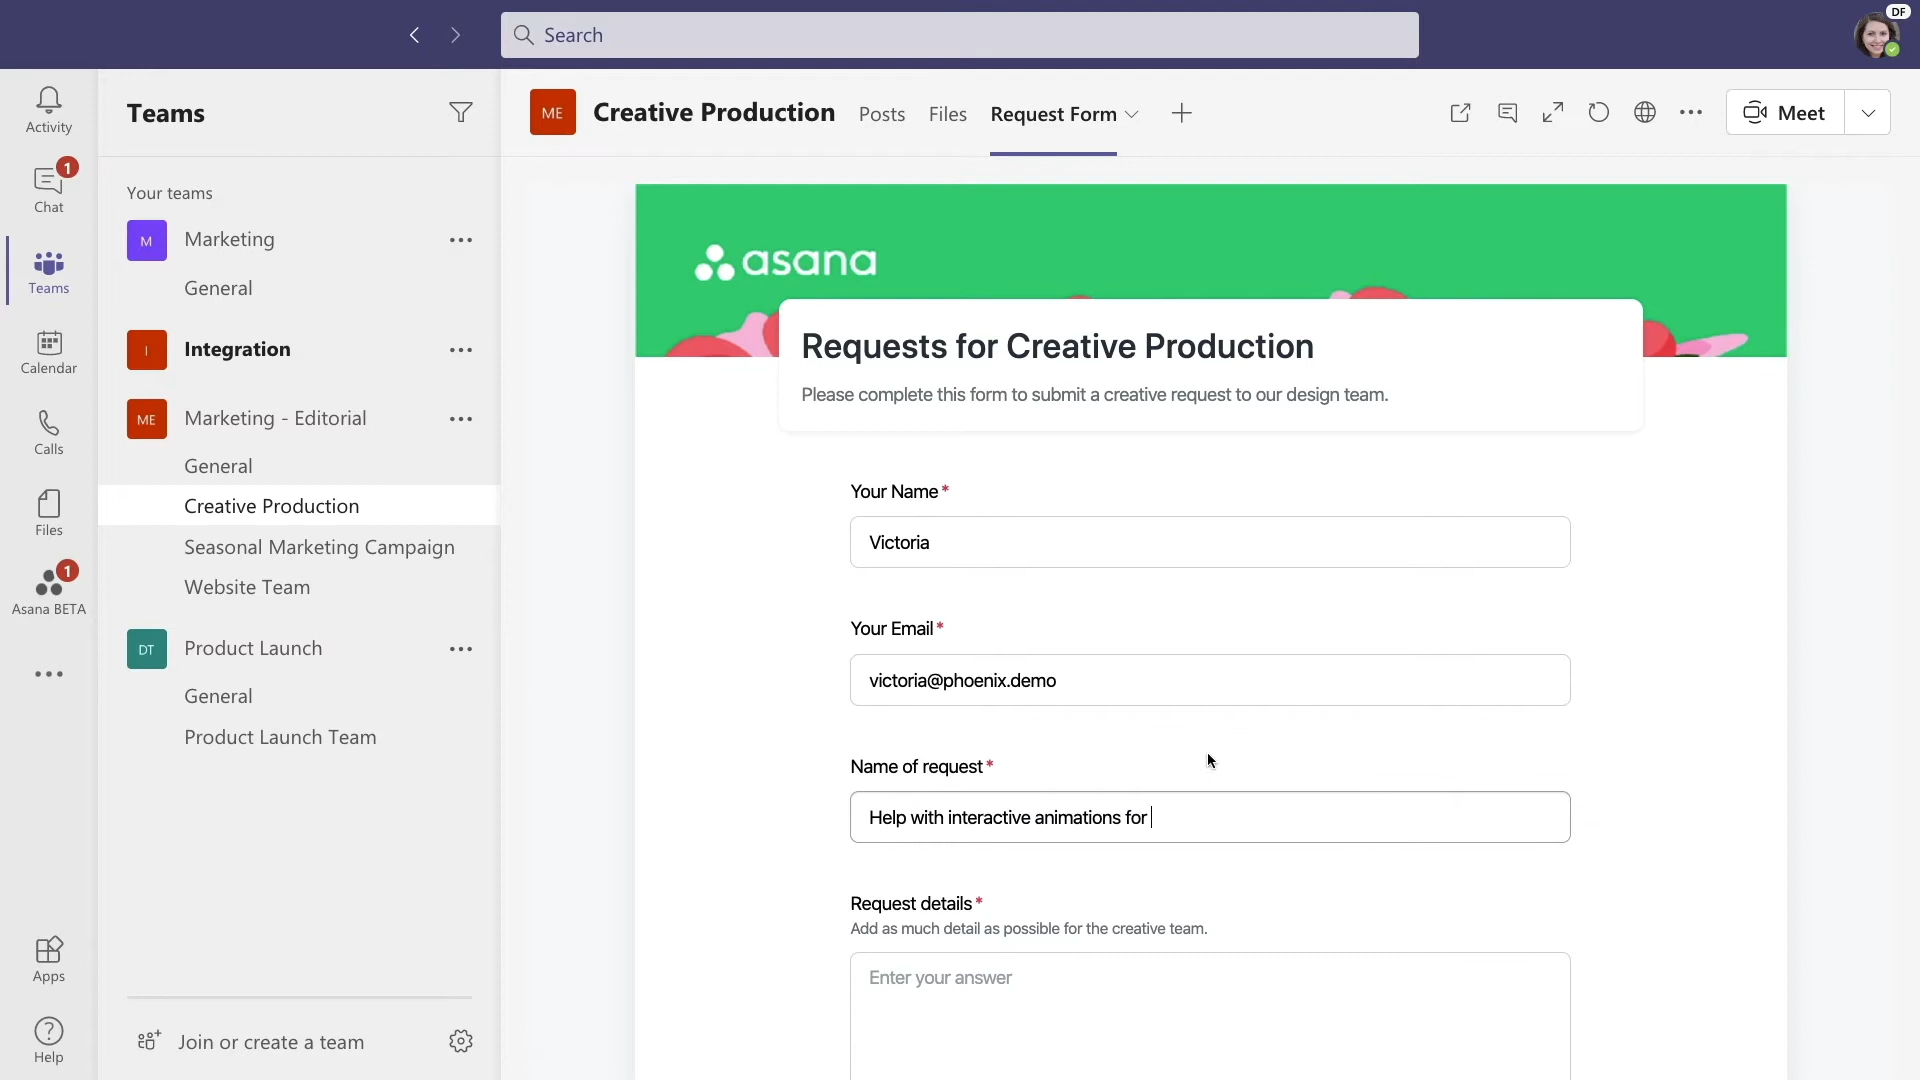 Search
DF
Activity
1
Chat
Teams
Calendar
Calls
Files
1
Asana BETA
Apps
Help
Teams
Your teams
M
Marketing
General
I
Integration
ME
Marketing - Editorial
General
Creative Production
Seasonal Marketing Campaign
Website Team
DT
Product Launch
General
Product Launch Team
Join or create a team
ME
Creative Production
Posts
Files
Request Form
Meet
asana
Requests for Creative Production
Please complete this form to submit a creative request to our design team.
Your Name*
Victoria
Your Email*
victoria@phoenix.demo
Name of request*
Help with interactive animations for
Request details*
Add as much detail as possible for the creative team.
Enter your answer